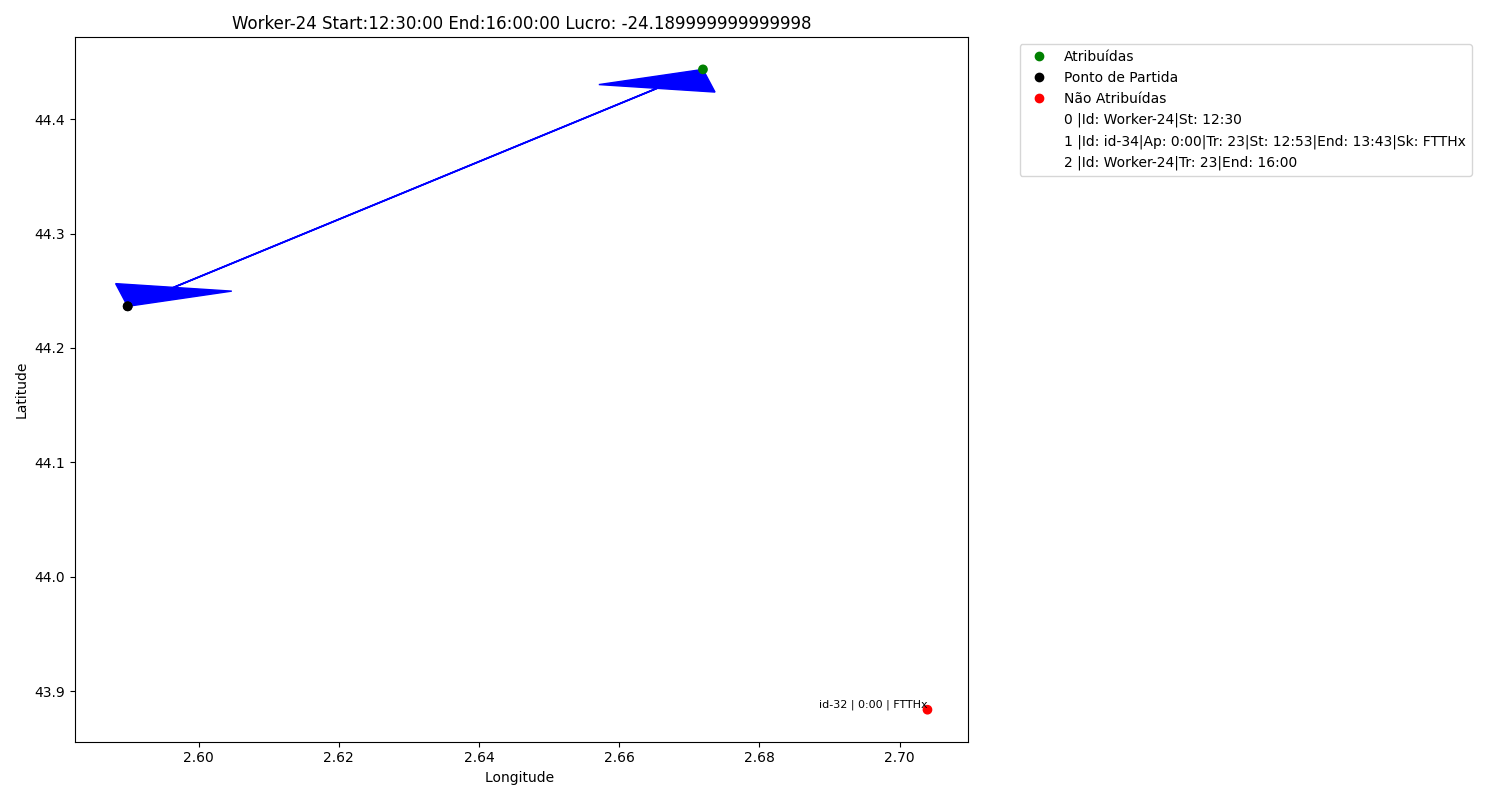 Worker-24 Start:12:30:00 End:16:00:00 Lucro: -24.189999999999998
Atribuídas
Ponto de Partida
Não Atribuídas
0 |Id: Worker-24|St: 12:30
1 |Id: id-34|Ap: 0:00|Tr: 23|St: 12:53|End: 13:43|Sk: FTTHx
2 |Id: Worker-24|Tr: 23|End: 16:00
Latitude
44.4
44.3
44.2
44.1
44.0
43.9
id-32 | 0:00 | FTTHx
2.60 2.62 2.64 2.66 2.68 2.70
Longitude